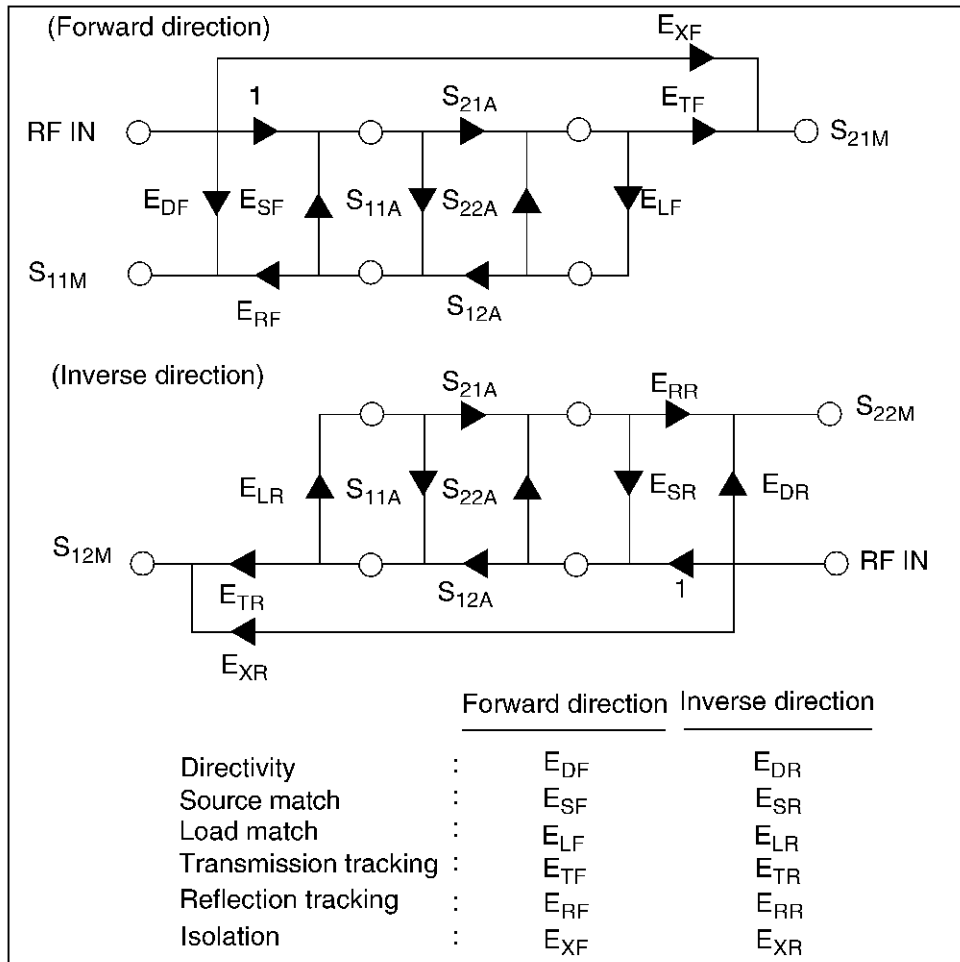 (Forward direction)
E_XF
1
S_21A
E_TF
RF IN
S_21M
E_DF
E_SF
S_11A
S_22A
E_LF
S_11M
E_RF
S_12A
(Inverse direction)
S_21A
E_RR
S_22M
E_LR
S_11A
S_22A
E_SR
E_DR
S_12M
RF IN
E_TR
S_12A
1
E_XR
Forward direction Inverse direction
Directivity : E_DF E_DR
Source match : E_SF E_SR
Load match : E_LF E_LR
Transmission tracking : E_TF E_TR
Reflection tracking : E_RF E_RR
Isolation : E_XF E_XR